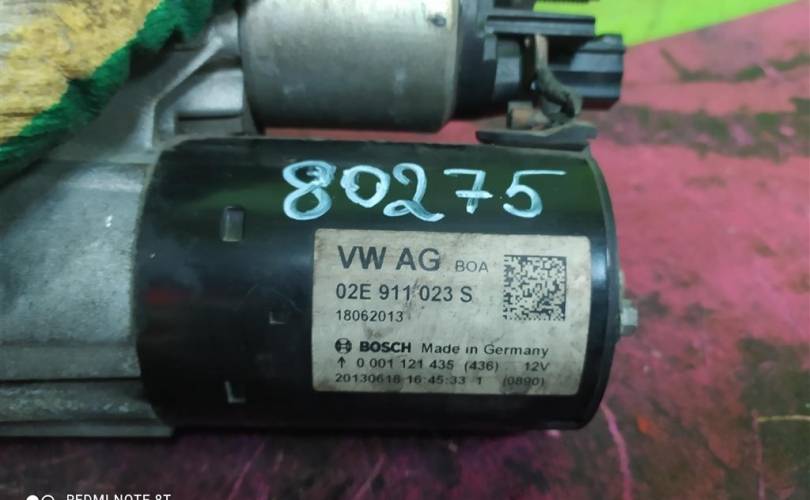 80275
VW AG BOA
02E 911 023 S
18062013
BOSCH Made in Germany
↑ 0 001 121 435 (436) 12V
20130618 16:45:33 1 (0890)
REDMI NOTE 8T